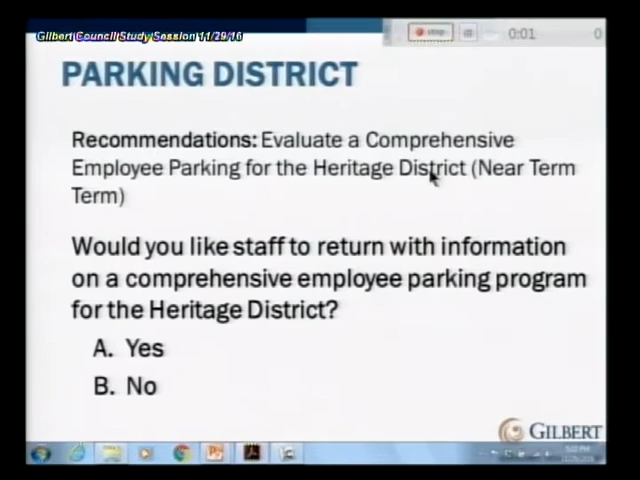 Gilbert Council Study Session 11/29/16
stop
0:01
0
PARKING DISTRICT
Recommendations: Evaluate a Comprehensive
Employee Parking for the Heritage District (Near Term
Term)
Would you like staff to return with information
on a comprehensive employee parking program
for the Heritage District?
A. Yes
B. No
GILBERT